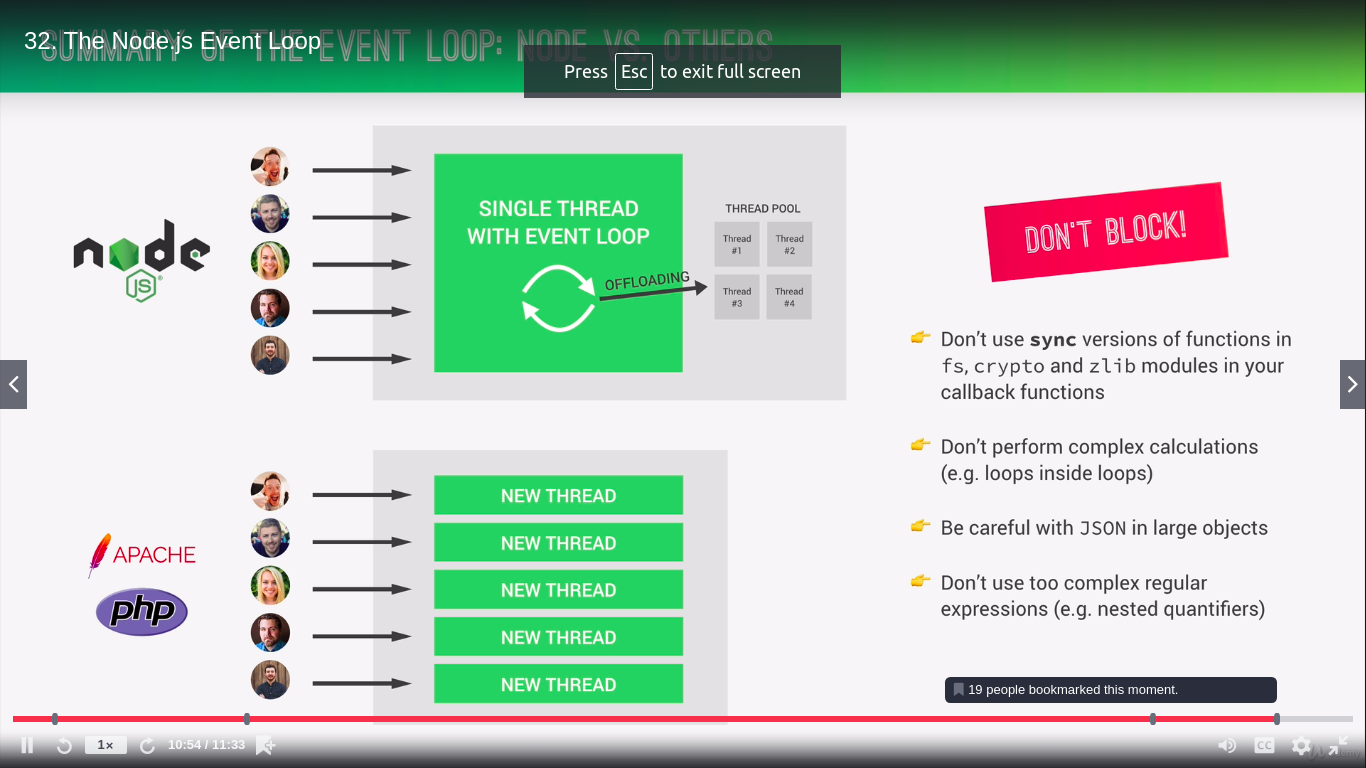 32. The Node.js Event Loop
SUMMARY OF THE EVENT LOOP: NODE VS. OTHERS
Press Esc to exit full screen
node
JS
SINGLE THREAD
WITH EVENT LOOP
OFFLOADING
THREAD POOL
Thread
#1
Thread
#2
Thread
#3
Thread
#4
DON'T BLOCK!
Don't use sync versions of functions in
fs, crypto and zlib modules in your
callback functions
Don't perform complex calculations
(e.g. loops inside loops)
Be careful with JSON in large objects
Don't use too complex regular
expressions (e.g. nested quantifiers)
APACHE
php
NEW THREAD
NEW THREAD
NEW THREAD
NEW THREAD
NEW THREAD
19 people bookmarked this moment.
1×
10:54 / 11:33
CC